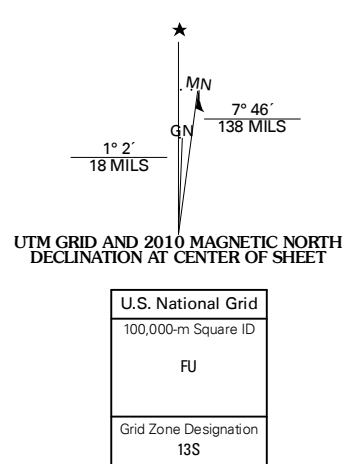 ★
MN
7° 46´
138 MILS
GN
1° 2´
18 MILS
UTM GRID AND 2010 MAGNETIC NORTH
DECLINATION AT CENTER OF SHEET
U.S. National Grid
100,000-m Square ID
FU
Grid Zone Designation
13S